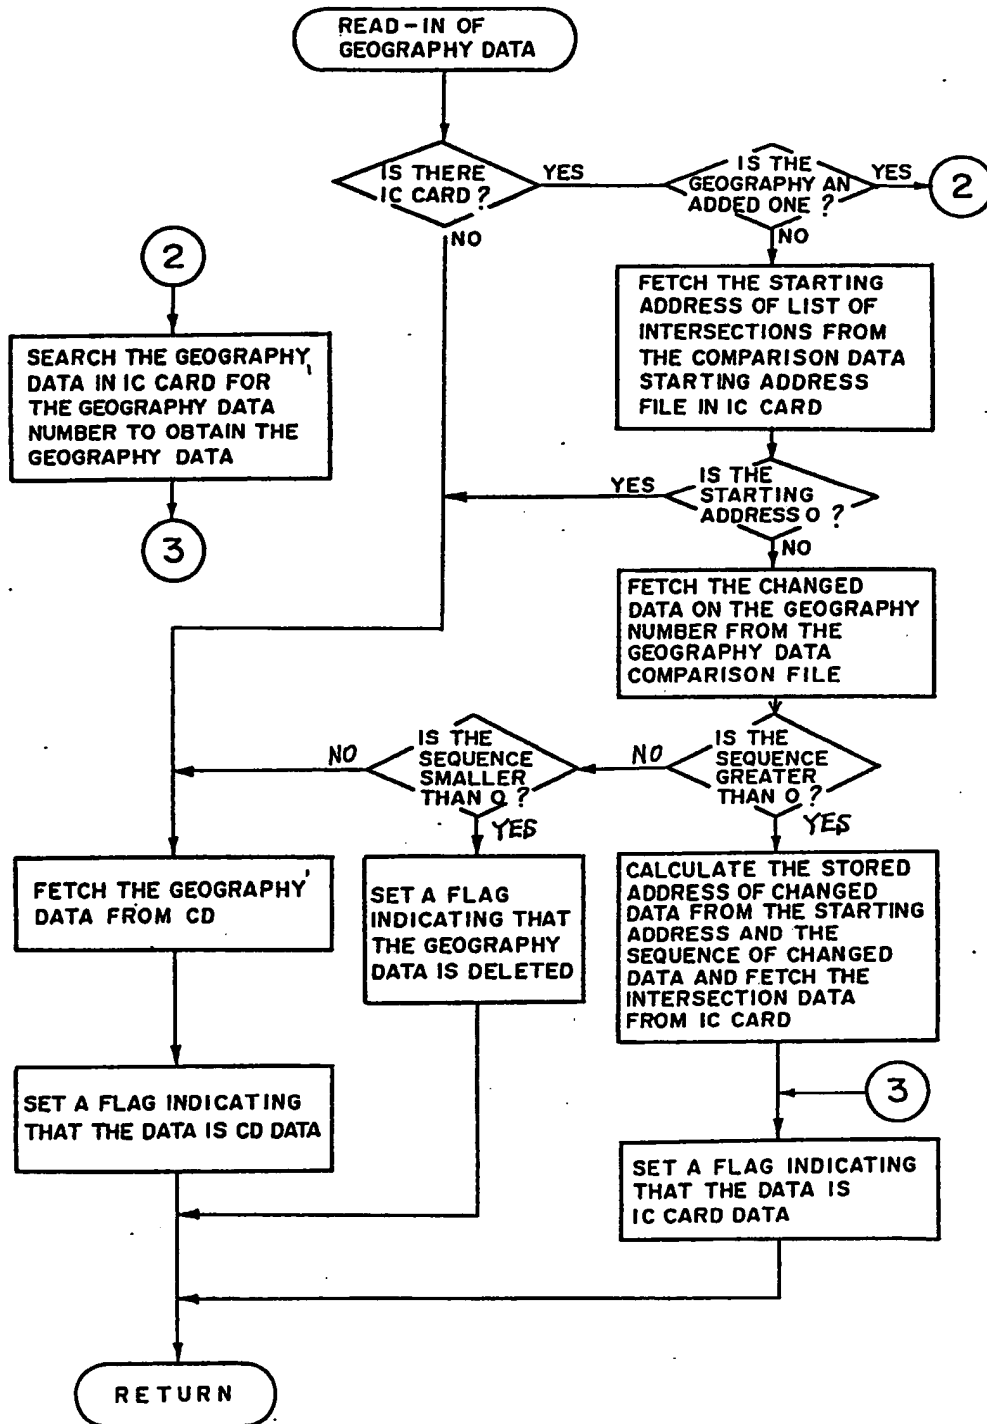 READ-IN OF
GEOGRAPHY DATA
IS THERE
IC CARD?
YES
NO
IS THE
GEOGRAPHY AN
ADDED ONE?
YES
2
NO
2
SEARCH THE GEOGRAPHY
DATA IN IC CARD FOR
THE GEOGRAPHY DATA
NUMBER TO OBTAIN THE
GEOGRAPHY DATA
3
FETCH THE STARTING
ADDRESS OF LIST OF
INTERSECTIONS FROM
THE COMPARISON DATA
STARTING ADDRESS
FILE IN IC CARD
IS THE
STARTING
ADDRESS 0?
YES
NO
FETCH THE CHANGED
DATA ON THE GEOGRAPHY
NUMBER FROM THE
GEOGRAPHY DATA
COMPARISON FILE
IS THE
SEQUENCE
GREATER
THAN 0?
NO
YES
IS THE
SEQUENCE
SMALLER
THAN 0?
NO
YES
FETCH THE GEOGRAPHY
DATA FROM CD
SET A FLAG
INDICATING THAT
THE GEOGRAPHY
DATA IS DELETED
CALCULATE THE STORED
ADDRESS OF CHANGED
DATA FROM THE STARTING
ADDRESS AND THE
SEQUENCE OF CHANGED
DATA AND FETCH THE
INTERSECTION DATA
FROM IC CARD
SET A FLAG INDICATING
THAT THE DATA IS CD DATA
3
SET A FLAG INDICATING
THAT THE DATA IS
IC CARD DATA
RETURN